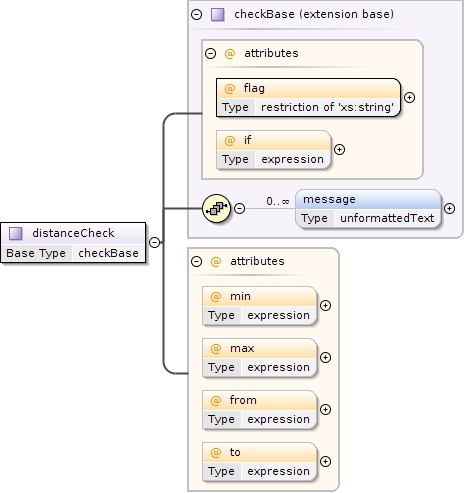 checkBase (extension base)
@ attributes
@ flag
Type restriction of 'xs:string'
@ if
Type expression
0..∞
message
Type unformattedText
distanceCheck
Base Type checkBase
@ attributes
@ min
Type expression
@ max
Type expression
@ from
Type expression
@ to
Type expression